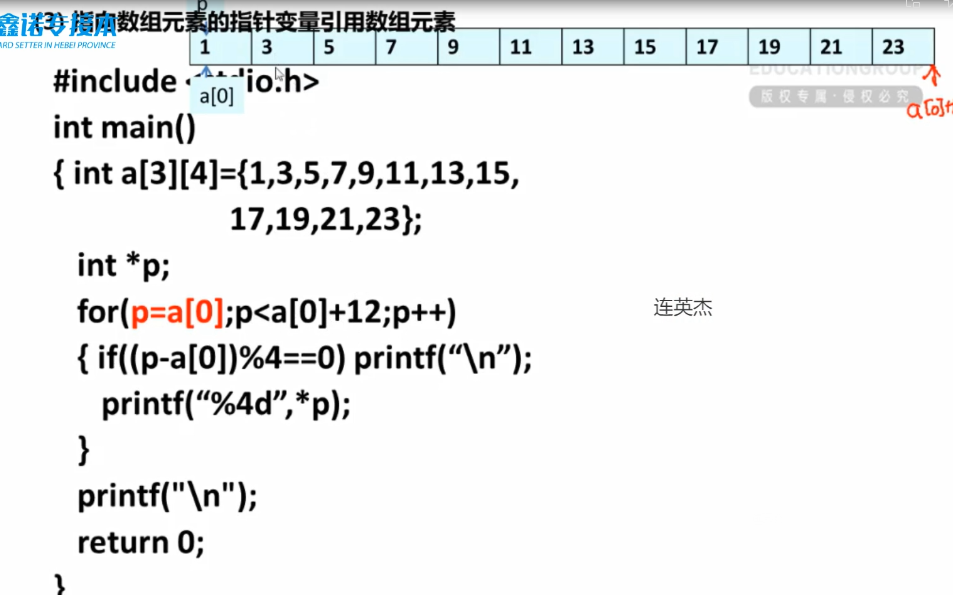 p
(3) 指向数组元素的指针变量引用数组元素
鑫诺专接本
ARD SETTER IN HEBEI PROVINCE
1 3 5 7 9 11 13 15 17 19 21 23
EDUCATIONGROUP
版权专属·侵权必究
a[0]
#include <stdio.h>
int main()
{ int a[3][4]={1,3,5,7,9,11,13,15,
17,19,21,23};
int *p;
for(p=a[0];p<a[0]+12;p++)
连英杰
{ if((p-a[0])%4==0) printf(“\n”);
printf(“%4d”,*p);
}
printf("\n");
return 0;
}